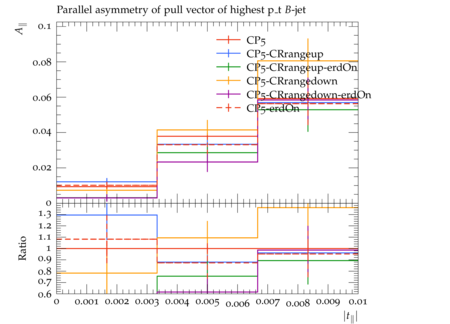 Parallel asymmetry of pull vector of highest p_t B-jet
A∥
CP5
CP5-CRrangeup
CP5-CRrangeup-erdOn
CP5-CRrangedown
CP5-CRrangedown-erdOn
CP5-erdOn
0.1
0.08
0.06
0.04
0.02
0
Ratio
1.3
1.2
1.1
1
0.9
0.8
0.7
0.6
0 0.001 0.002 0.003 0.004 0.005 0.006 0.007 0.008 0.009 0.01
|t∥|